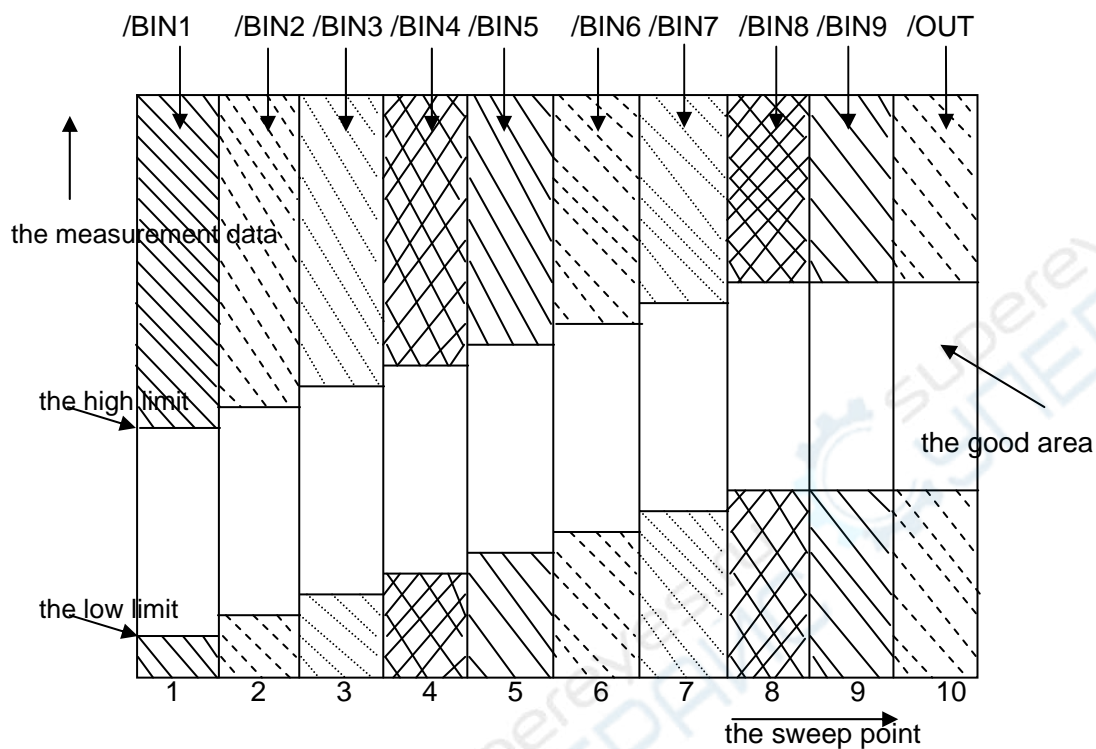 /BIN1 /BIN2 /BIN3 /BIN4 /BIN5 /BIN6 /BIN7 /BIN8 /BIN9 /OUT
the measurement data
the high limit
the good area
the low limit
1 2 3 4 5 6 7 8 9 10
the sweep point